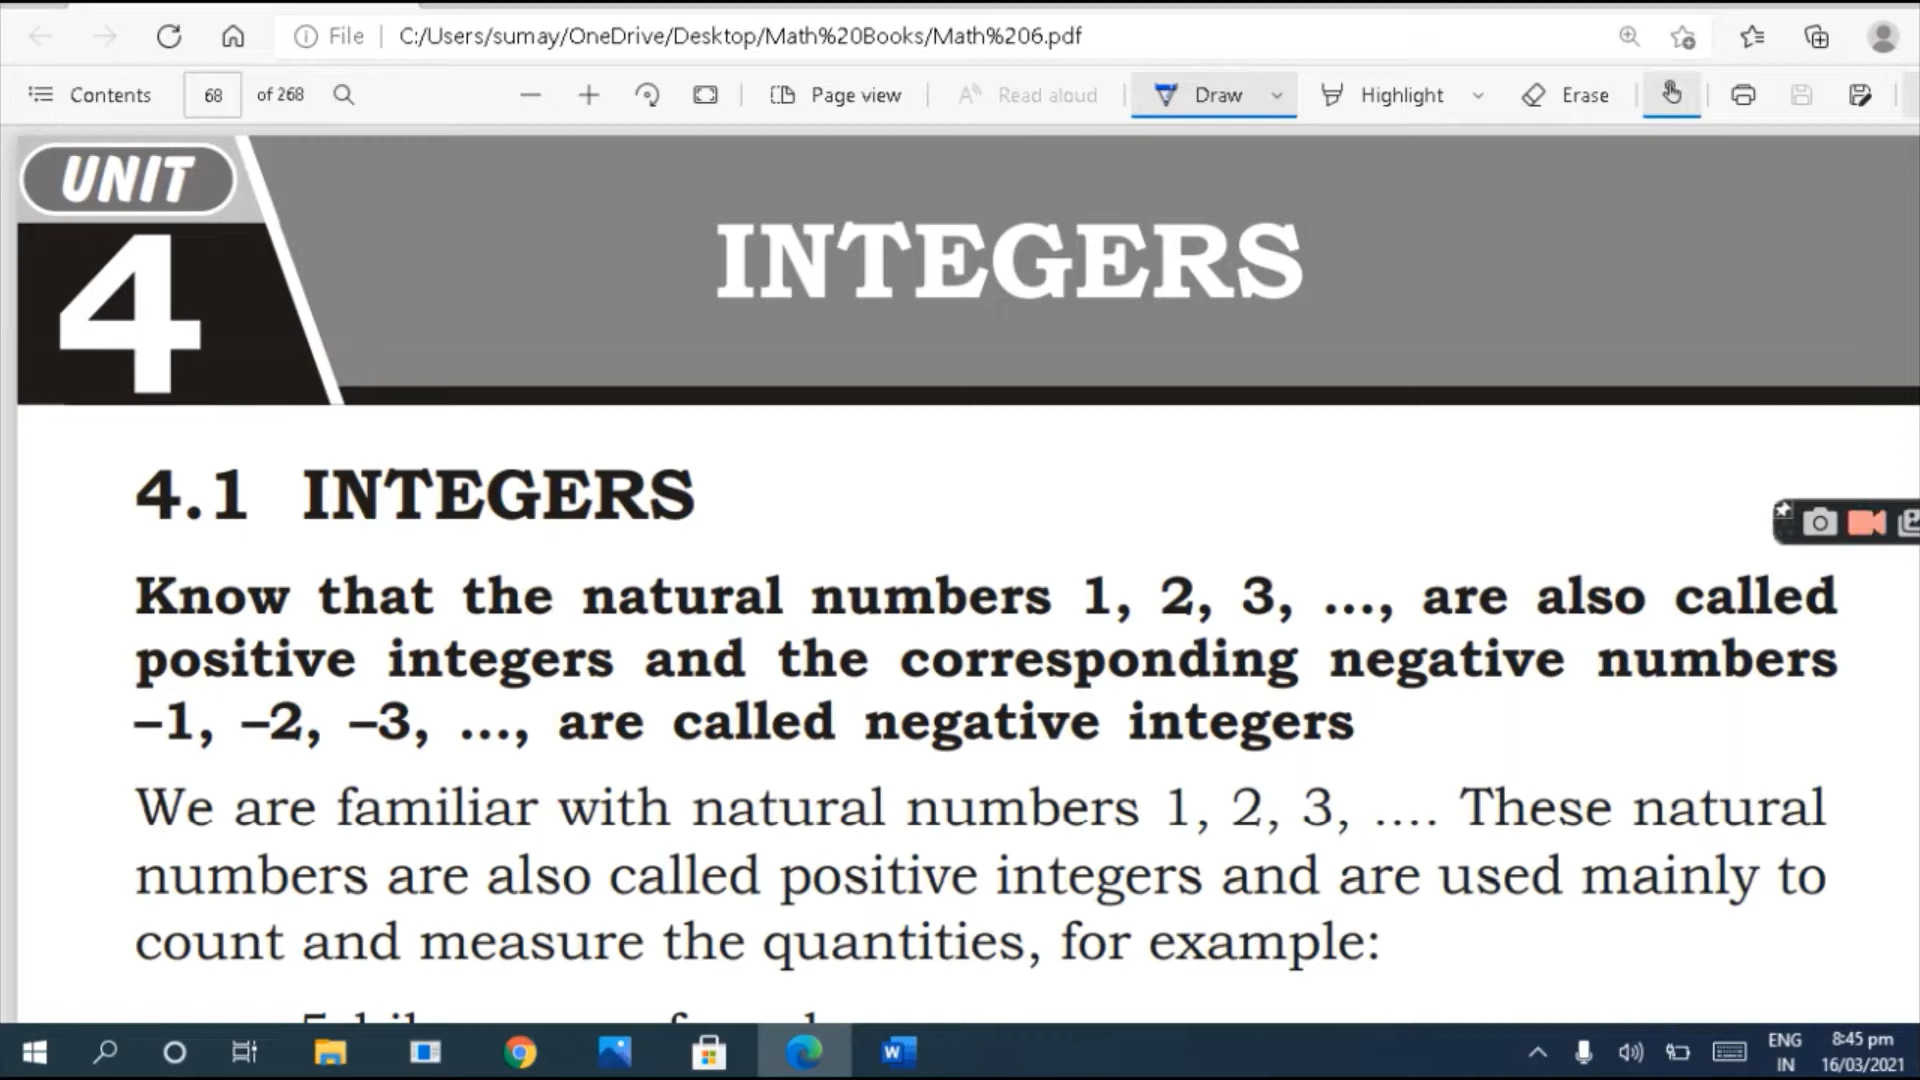 File
C:/Users/sumay/OneDrive/Desktop/Math%20Books/Math%206.pdf
Contents
68
of 268
Page view
Read aloud
Draw
Highlight
Erase
UNIT
4
INTEGERS
4.1 INTEGERS
Know that the natural numbers 1, 2, 3, ..., are also called
positive integers and the corresponding negative numbers
–1, –2, –3, ..., are called negative integers
We are familiar with natural numbers 1, 2, 3, .... These natural
numbers are also called positive integers and are used mainly to
count and measure the quantities, for example:
ENG
IN
8:45 pm
16/03/2021